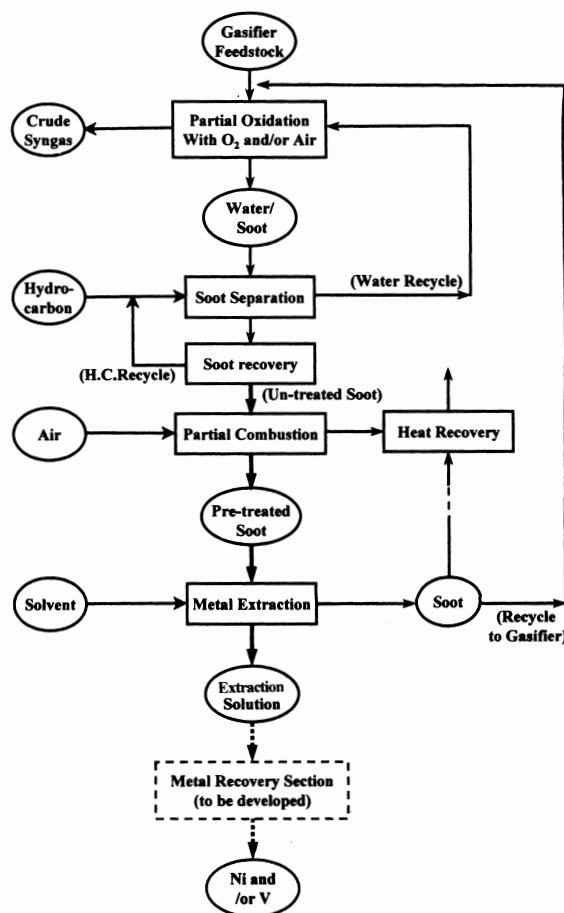 Gasifier
Feedstock
Crude
Syngas
Partial Oxidation
With O₂ and/or Air
Water/
Soot
Hydro-
carbon
Soot Separation
(Water Recycle)
Soot recovery
(H.C.Recycle)
(Un-treated Soot)
Air
Partial Combustion
Heat Recovery
Pre-treated
Soot
Solvent
Metal Extraction
Soot
(Recycle
to Gasifier)
Extraction
Solution
Metal Recovery Section
(to be developed)
Ni and
/or V